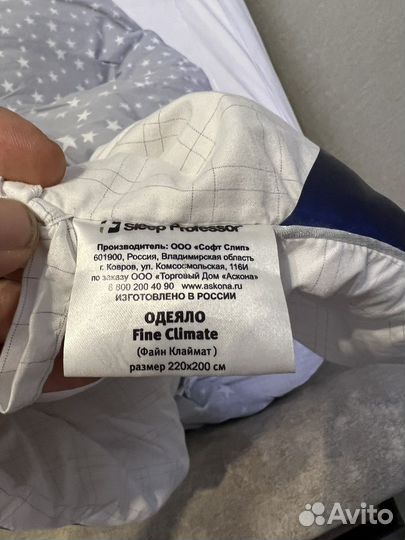 Sleep Professor
Производитель: ООО «Софт Слип»
601900, Россия, Владимирская область
г. Ковров, ул. Комсомольская, 116И
по заказу ООО «Торговый Дом «Аскона»
8 800 200 40 90 www.askona.ru
ИЗГОТОВЛЕНО В РОССИИ
ОДЕЯЛО
Fine Climate
(Файн Клаймат)
размер 220х200 см
Avito